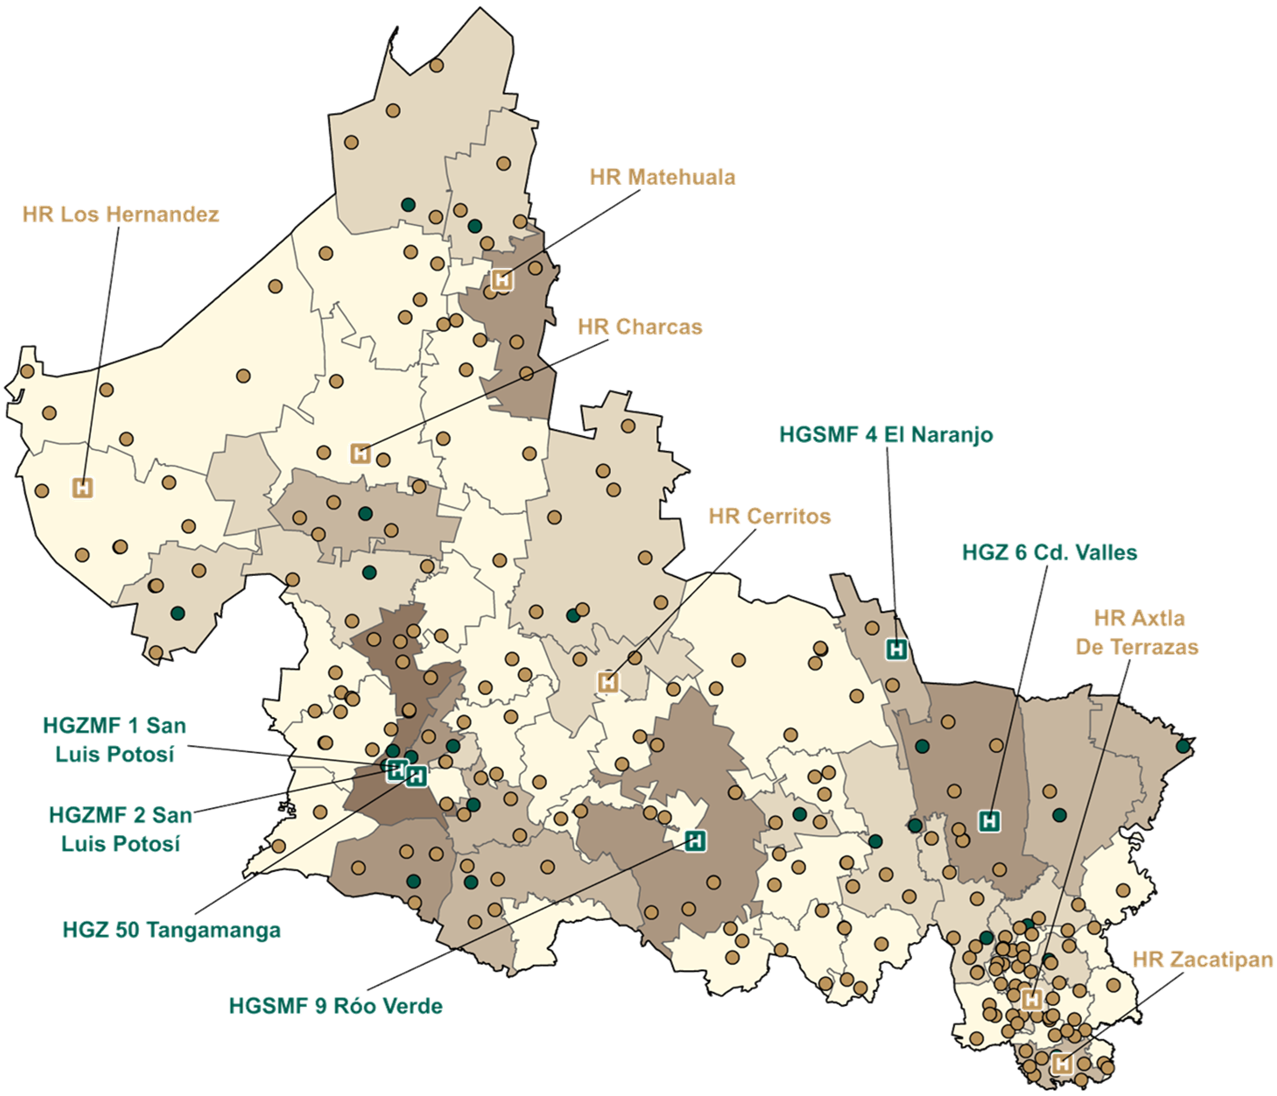 HR Matehuala
HR Los Hernandez
HR Charcas
HGSMF 4 El Naranjo
HR Cerritos
HGZ 6 Cd. Valles
HR Axtla
De Terrazas
HGZMF 1 San
Luis Potosí
HGZMF 2 San
Luis Potosí
HGZ 50 Tangamanga
HR Zacatipan
HGSMF 9 Róo Verde
H
H
H
H
H
H
H
H
H
H
H